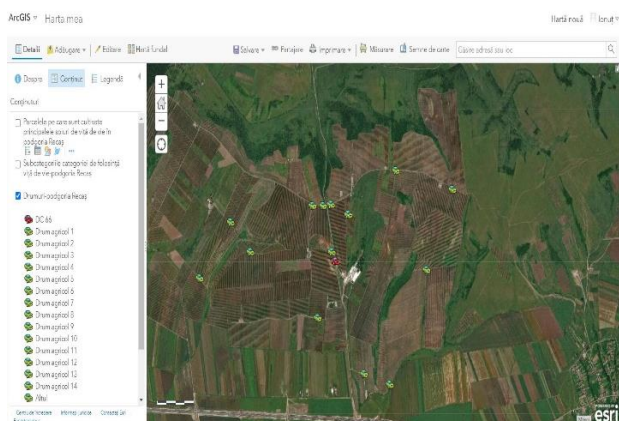 ArcGIS Harta mea
Hartă nouă Ionuț
Detalii Adăugare Editare Hartă fundal
Salvare Partajare Imprimare Măsurare Semne de carte Găsire adresă sau loc
Despre Conținut Legendă
Conținuturi
Parcelele pe care sunt cultivate
principalele soiuri de viță de vie în
podgoria Recaș
Subcategoriile categoriei de folosință
viță de vie-podgoria Recaș
Drumuri-podgoria Recaș
DC 66
Drum agricol 1
Drum agricol 2
Drum agricol 3
Drum agricol 4
Drum agricol 5
Drum agricol 6
Drum agricol 7
Drum agricol 8
Drum agricol 9
Drum agricol 10
Drum agricol 11
Drum agricol 12
Drum agricol 13
Drum agricol 14
Altul
esri